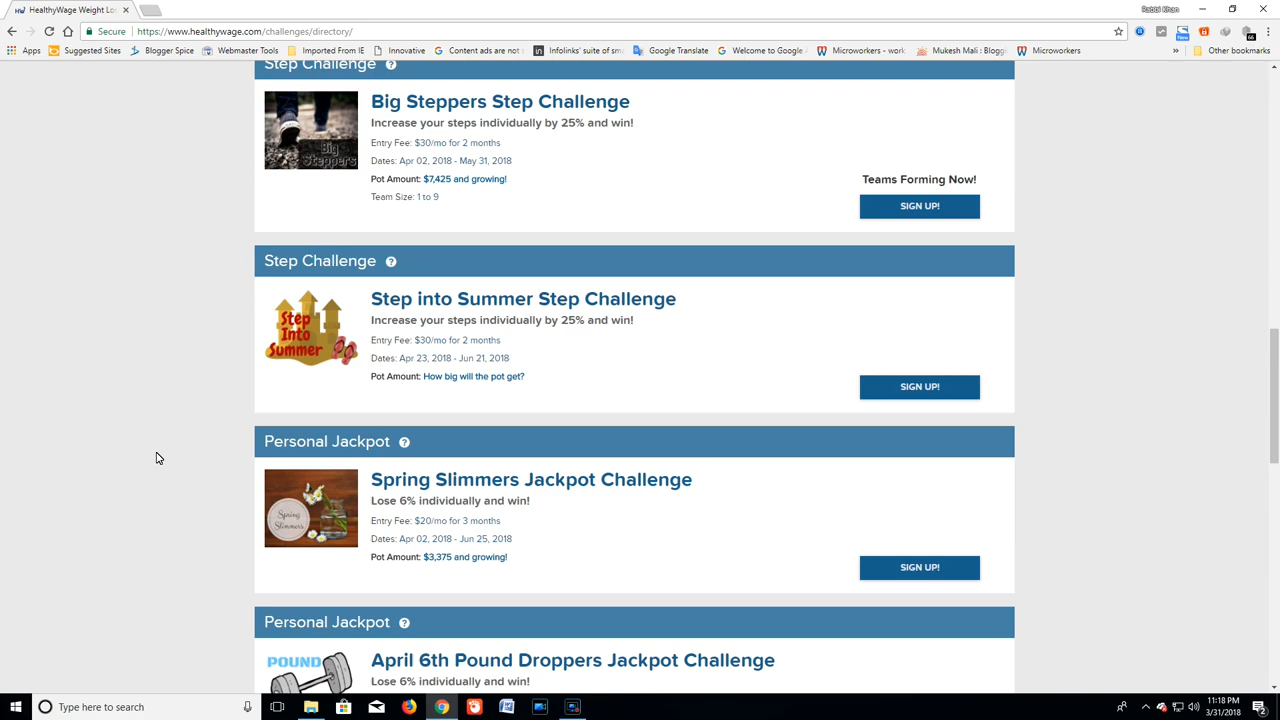 HealthyWage Weight Lo
Rabbi Khan
Secure https://www.healthywage.com/challenges/directory/
Apps Suggested Sites Blogger Spice Webmaster Tools Imported From IE Innovative Content ads are not Infolinks' suite of sm Google Translate Welcome to Google Microworkers - work Mukesh Mali : Blogg Microworkers » Other bookmarks
Step Challenge ?
Big Steppers
Big Steppers Step Challenge
Increase your steps individually by 25% and win!
Entry Fee: $30/mo for 2 months
Dates: Apr 02, 2018 - May 31, 2018
Pot Amount: $7,425 and growing!
Team Size: 1 to 9
Teams Forming Now!
SIGN UP!
Step Challenge ?
Step Into Summer
Step into Summer Step Challenge
Increase your steps individually by 25% and win!
Entry Fee: $30/mo for 2 months
Dates: Apr 23, 2018 - Jun 21, 2018
Pot Amount: How big will the pot get?
SIGN UP!
Personal Jackpot ?
Spring Slimmers
Spring Slimmers Jackpot Challenge
Lose 6% individually and win!
Entry Fee: $20/mo for 3 months
Dates: Apr 02, 2018 - Jun 25, 2018
Pot Amount: $3,375 and growing!
SIGN UP!
Personal Jackpot ?
POUND
April 6th Pound Droppers Jackpot Challenge
Lose 6% individually and win!
Type here to search
11:18 PM
3/31/2018
2